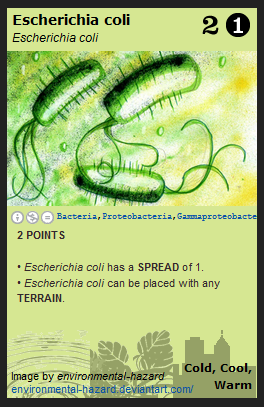 Escherichia coli
2 1
Escherichia coli
Bacteria,Proteobacteria,Gammaproteobacte
2 POINTS
• Escherichia coli has a SPREAD of 1.
• Escherichia coli can be placed with any
TERRAIN.
Cold, Cool,
Warm
Image by environmental-hazard
environmental-hazard.deviantart.com/